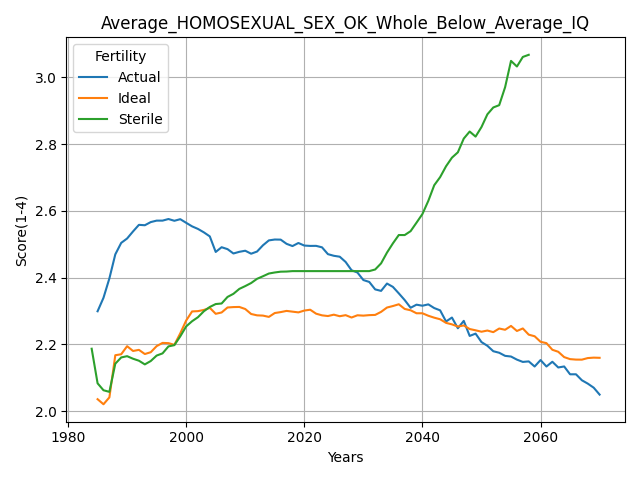 Average_HOMOSEXUAL_SEX_OK_Whole_Below_Average_IQ
Fertility
Actual
Ideal
Sterile
Score(1-4)
3.0
2.8
2.6
2.4
2.2
2.0
1980
2000
2020
2040
2060
Years